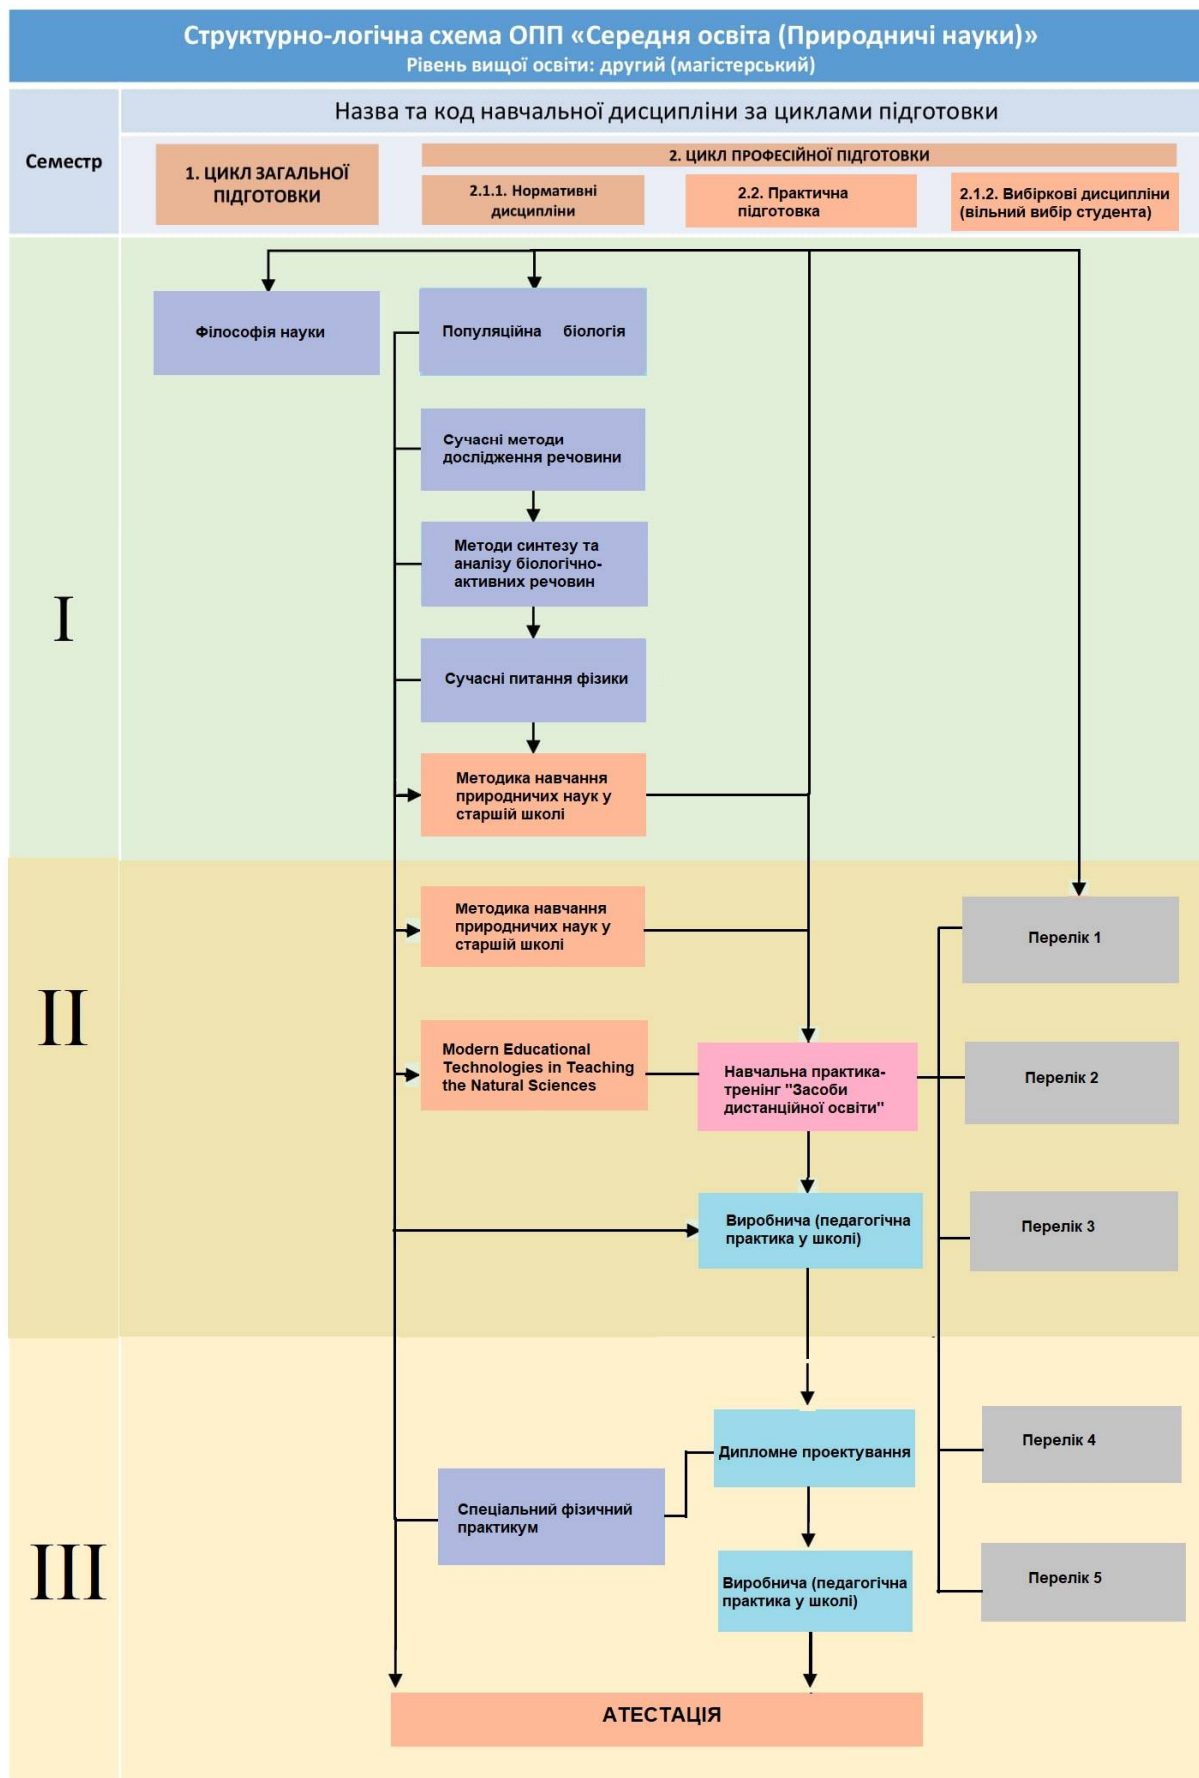 Структурно-логічна схема ОПП «Середня освіта (Природничі науки)»
Рівень вищої освіти: другий (магістерський)
Семестр
Назва та код навчальної дисципліни за циклами підготовки
1. ЦИКЛ ЗАГАЛЬНОЇ
ПІДГОТОВКИ
2. ЦИКЛ ПРОФЕСІЙНОЇ ПІДГОТОВКИ
2.1.1. Нормативні
дисципліни
2.2. Практична
підготовка
2.1.2. Вибіркові дисципліни
(вільний вибір студента)
I
Філософія науки
Популяційна біологія
Сучасні методи
дослідження речовини
Методи синтезу та
аналізу біологічно-
активних речовин
Сучасні питання фізики
Методика навчання
природничих наук у
старшій школі
II
Методика навчання
природничих наук у
старшій школі
Перелік 1
Modern Educational
Technologies in Teaching
the Natural Sciences
Навчальна практика-
тренінг "Засоби
дистанційної освіти"
Перелік 2
Виробнича (педагогічна
практика у школі)
Перелік 3
III
Дипломне проектування
Перелік 4
Спеціальний фізичний
практикум
Виробнича (педагогічна
практика у школі)
Перелік 5
АТЕСТАЦІЯ